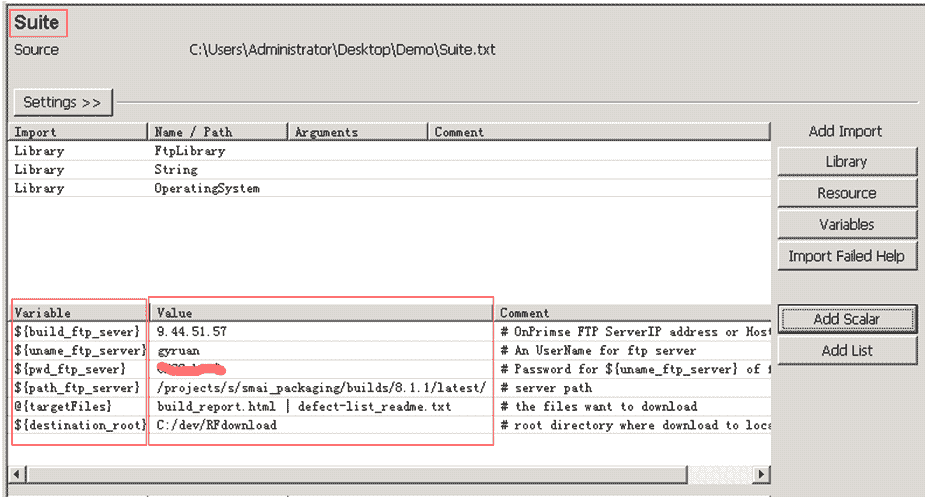 Suite
Source C:\Users\Administrator\Desktop\Demo\Suite.txt
Settings >>
Import Name / Path Arguments Comment Add Import
Library FtpLibrary Library
Library String
Library OperatingSystem Resource
Variables
Import Failed Help
Variable Value Comment
${build_ftp_sever} 9.44.51.57 # OnPrimse FTP ServerIP address or Host Add Scalar
${uname_ftp_server} gyruan # An UserName for ftp server
${pwd_ftp_sever} # Password for ${uname_ftp_sever} of Add List
${path_ftp_server} /projects/s/smai_packaging/builds/8.1.1/latest/ # server path
@{targetFiles} build_report.html | defect-list_readme.txt # the files want to download
${destination_root} C:/dev/RFdownload # root directory where download to loca